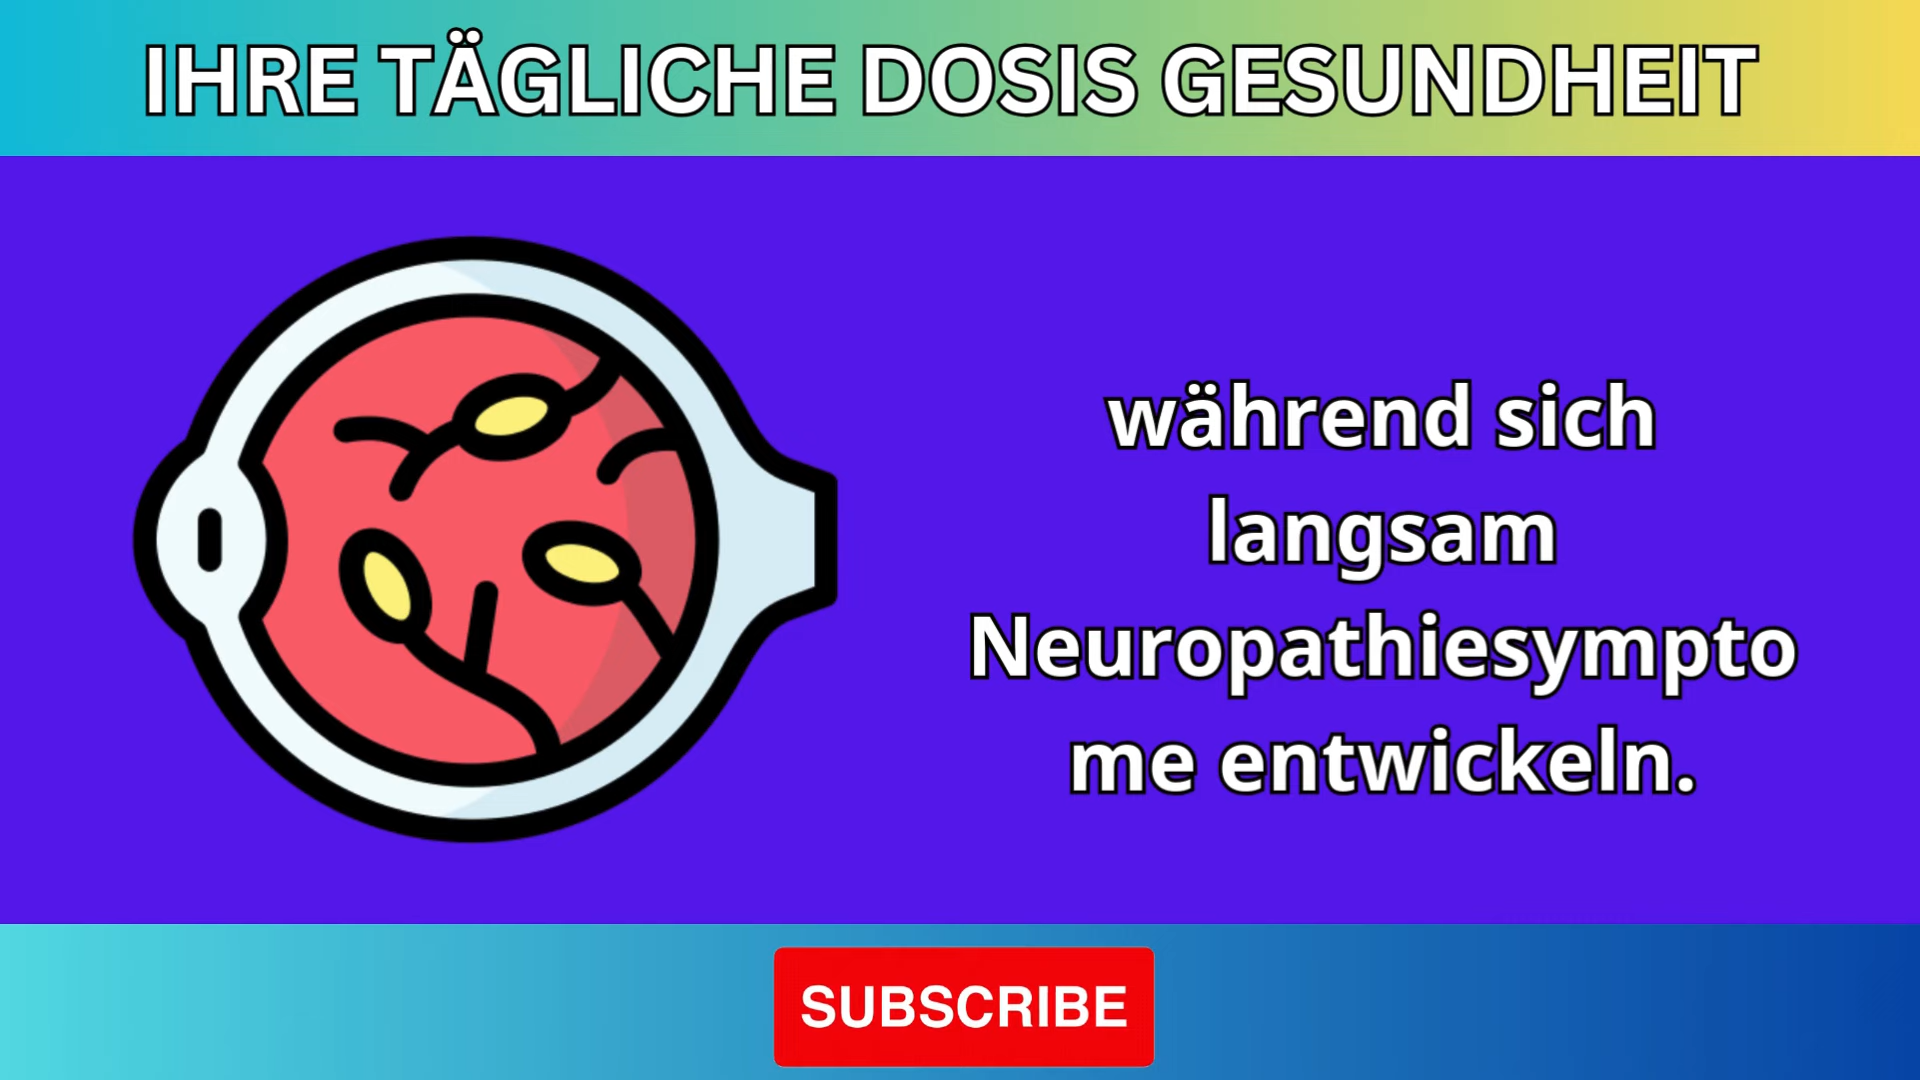 IHRE TÄGLICHE DOSIS GESUNDHEIT
während sich
langsam
Neuropathiesympto
me entwickeln.
SUBSCRIBE